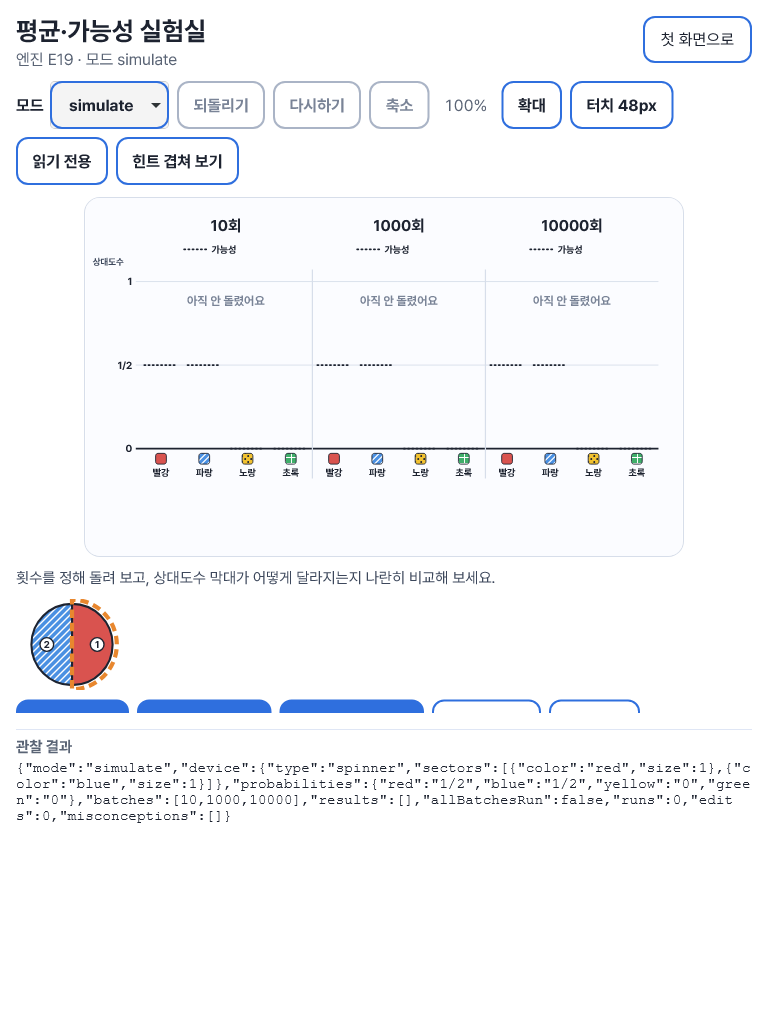 평균·가능성 실험실
엔진 E19 · 모드 simulate
첫 화면으로
모드 simulate 되돌리기 다시하기 축소 100% 확대 터치 48px
읽기 전용 힌트 겹쳐 보기
10회 1000회 10000회
가능성 가능성 가능성
상대도수
1
아직 안 돌렸어요 아직 안 돌렸어요 아직 안 돌렸어요
1/2
0
빨강 파랑 노랑 초록 빨강 파랑 노랑 초록 빨강 파랑 노랑 초록
횟수를 정해 돌려 보고, 상대도수 막대가 어떻게 달라지는지 나란히 비교해 보세요.
2 1
관찰 결과
{"mode":"simulate","device":{"type":"spinner","sectors":[{"color":"red","size":1},{"c
olor":"blue","size":1}]},"probabilities":{"red":"1/2","blue":"1/2","yellow":"0","gree
n":"0"},"batches":[10,1000,10000],"results":[],"allBatchesRun":false,"runs":0,"edit
s":0,"misconceptions":[]}